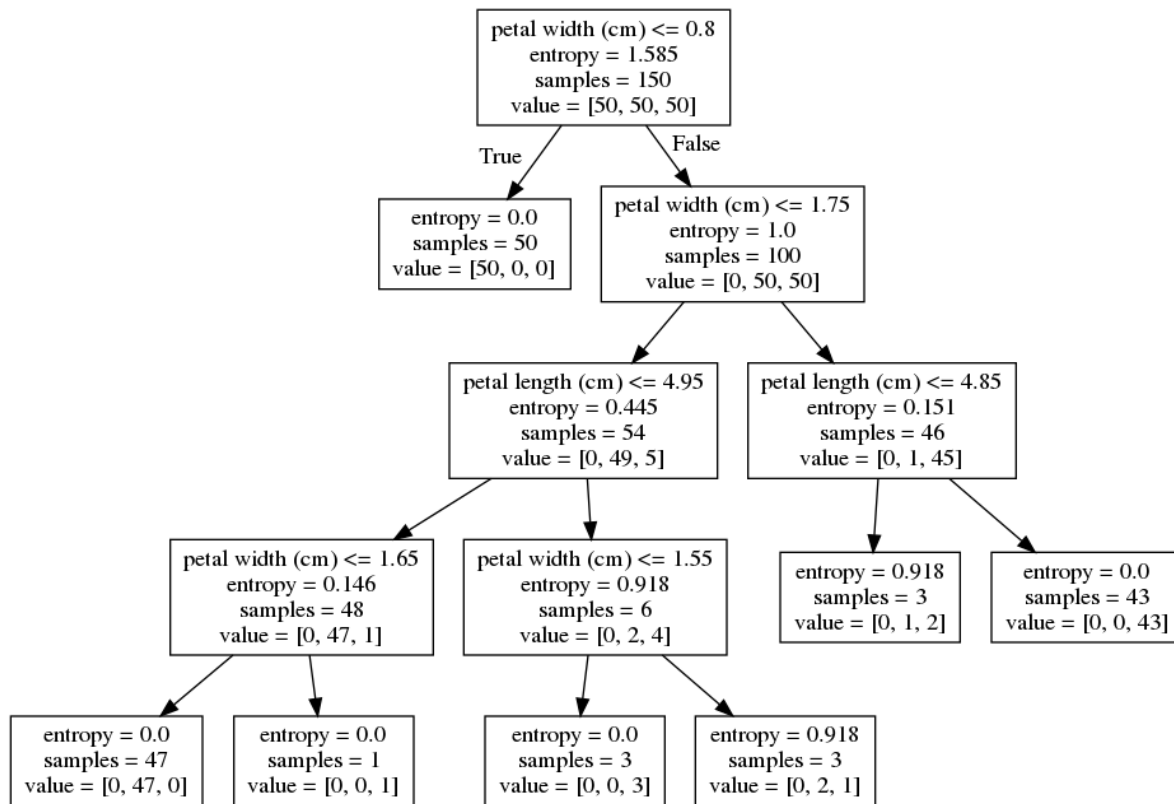 petal width (cm) <= 0.8
entropy = 1.585
samples = 150
value = [50, 50, 50]
True
False
entropy = 0.0
samples = 50
value = [50, 0, 0]
petal width (cm) <= 1.75
entropy = 1.0
samples = 100
value = [0, 50, 50]
petal length (cm) <= 4.95
entropy = 0.445
samples = 54
value = [0, 49, 5]
petal length (cm) <= 4.85
entropy = 0.151
samples = 46
value = [0, 1, 45]
petal width (cm) <= 1.65
entropy = 0.146
samples = 48
value = [0, 47, 1]
petal width (cm) <= 1.55
entropy = 0.918
samples = 6
value = [0, 2, 4]
entropy = 0.918
samples = 3
value = [0, 1, 2]
entropy = 0.0
samples = 43
value = [0, 0, 43]
entropy = 0.0
samples = 47
value = [0, 47, 0]
entropy = 0.0
samples = 1
value = [0, 0, 1]
entropy = 0.0
samples = 3
value = [0, 0, 3]
entropy = 0.918
samples = 3
value = [0, 2, 1]